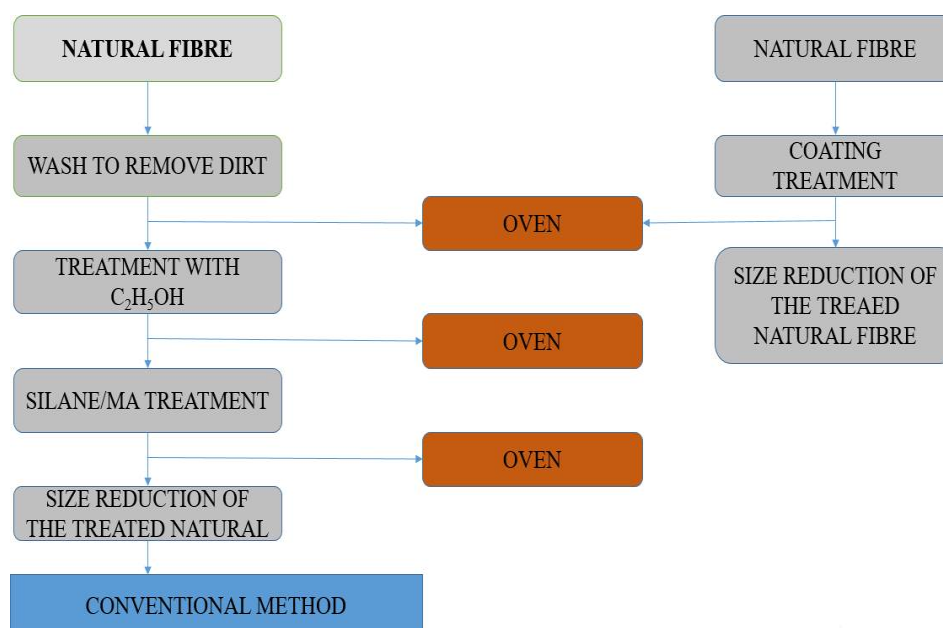 NATURAL FIBRE
WASH TO REMOVE DIRT
TREATMENT WITH
C₂H₅OH
SILANE/MA TREATMENT
SIZE REDUCTION OF
THE TREATED NATURAL
CONVENTIONAL METHOD
OVEN
OVEN
OVEN
NATURAL FIBRE
COATING
TREATMENT
SIZE REDUCTION OF
THE TREAED
NATURAL FIBRE